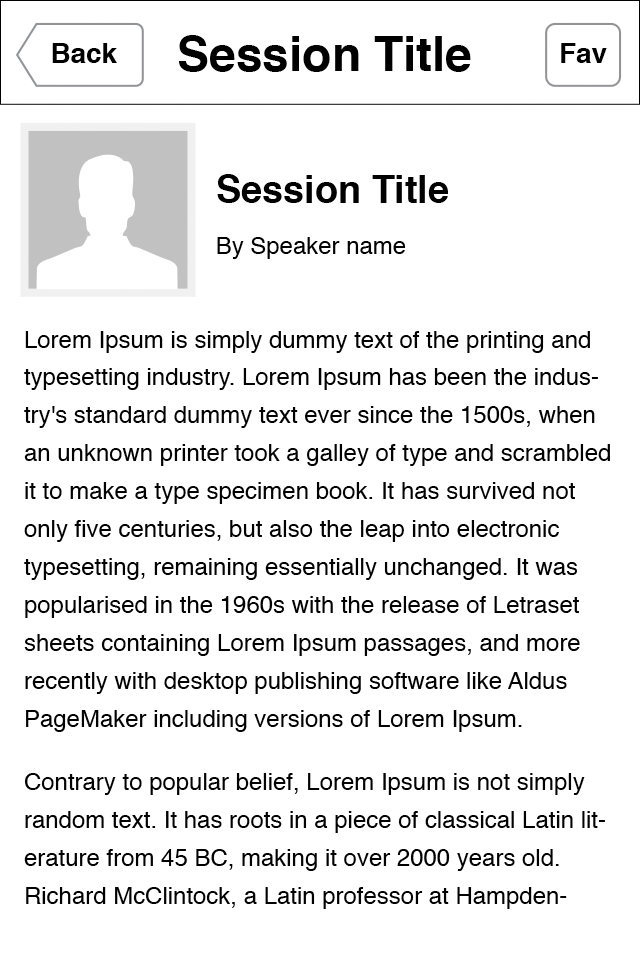 Back
Session Title
Fav
Session Title
By Speaker name
Lorem Ipsum is simply dummy text of the printing and
typesetting industry. Lorem Ipsum has been the indus-
try's standard dummy text ever since the 1500s, when
an unknown printer took a galley of type and scrambled
it to make a type specimen book. It has survived not
only five centuries, but also the leap into electronic
typesetting, remaining essentially unchanged. It was
popularised in the 1960s with the release of Letraset
sheets containing Lorem Ipsum passages, and more
recently with desktop publishing software like Aldus
PageMaker including versions of Lorem Ipsum.
Contrary to popular belief, Lorem Ipsum is not simply
random text. It has roots in a piece of classical Latin lit-
erature from 45 BC, making it over 2000 years old.
Richard McClintock, a Latin professor at Hampden-